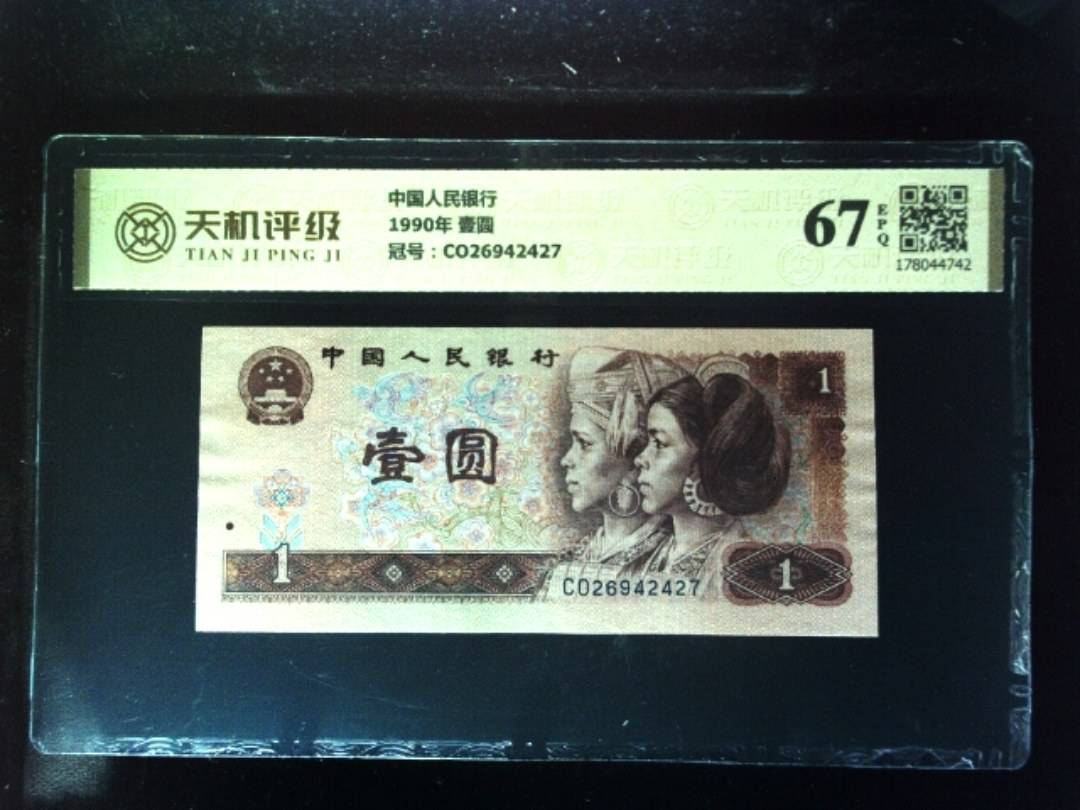 天机评级
TIAN JI PING JI
中国人民银行
1990年 壹圆
冠号：CO26942427
67
EPQ
178044742
中國人民银行
1
壹圆
1
CO26942427
1